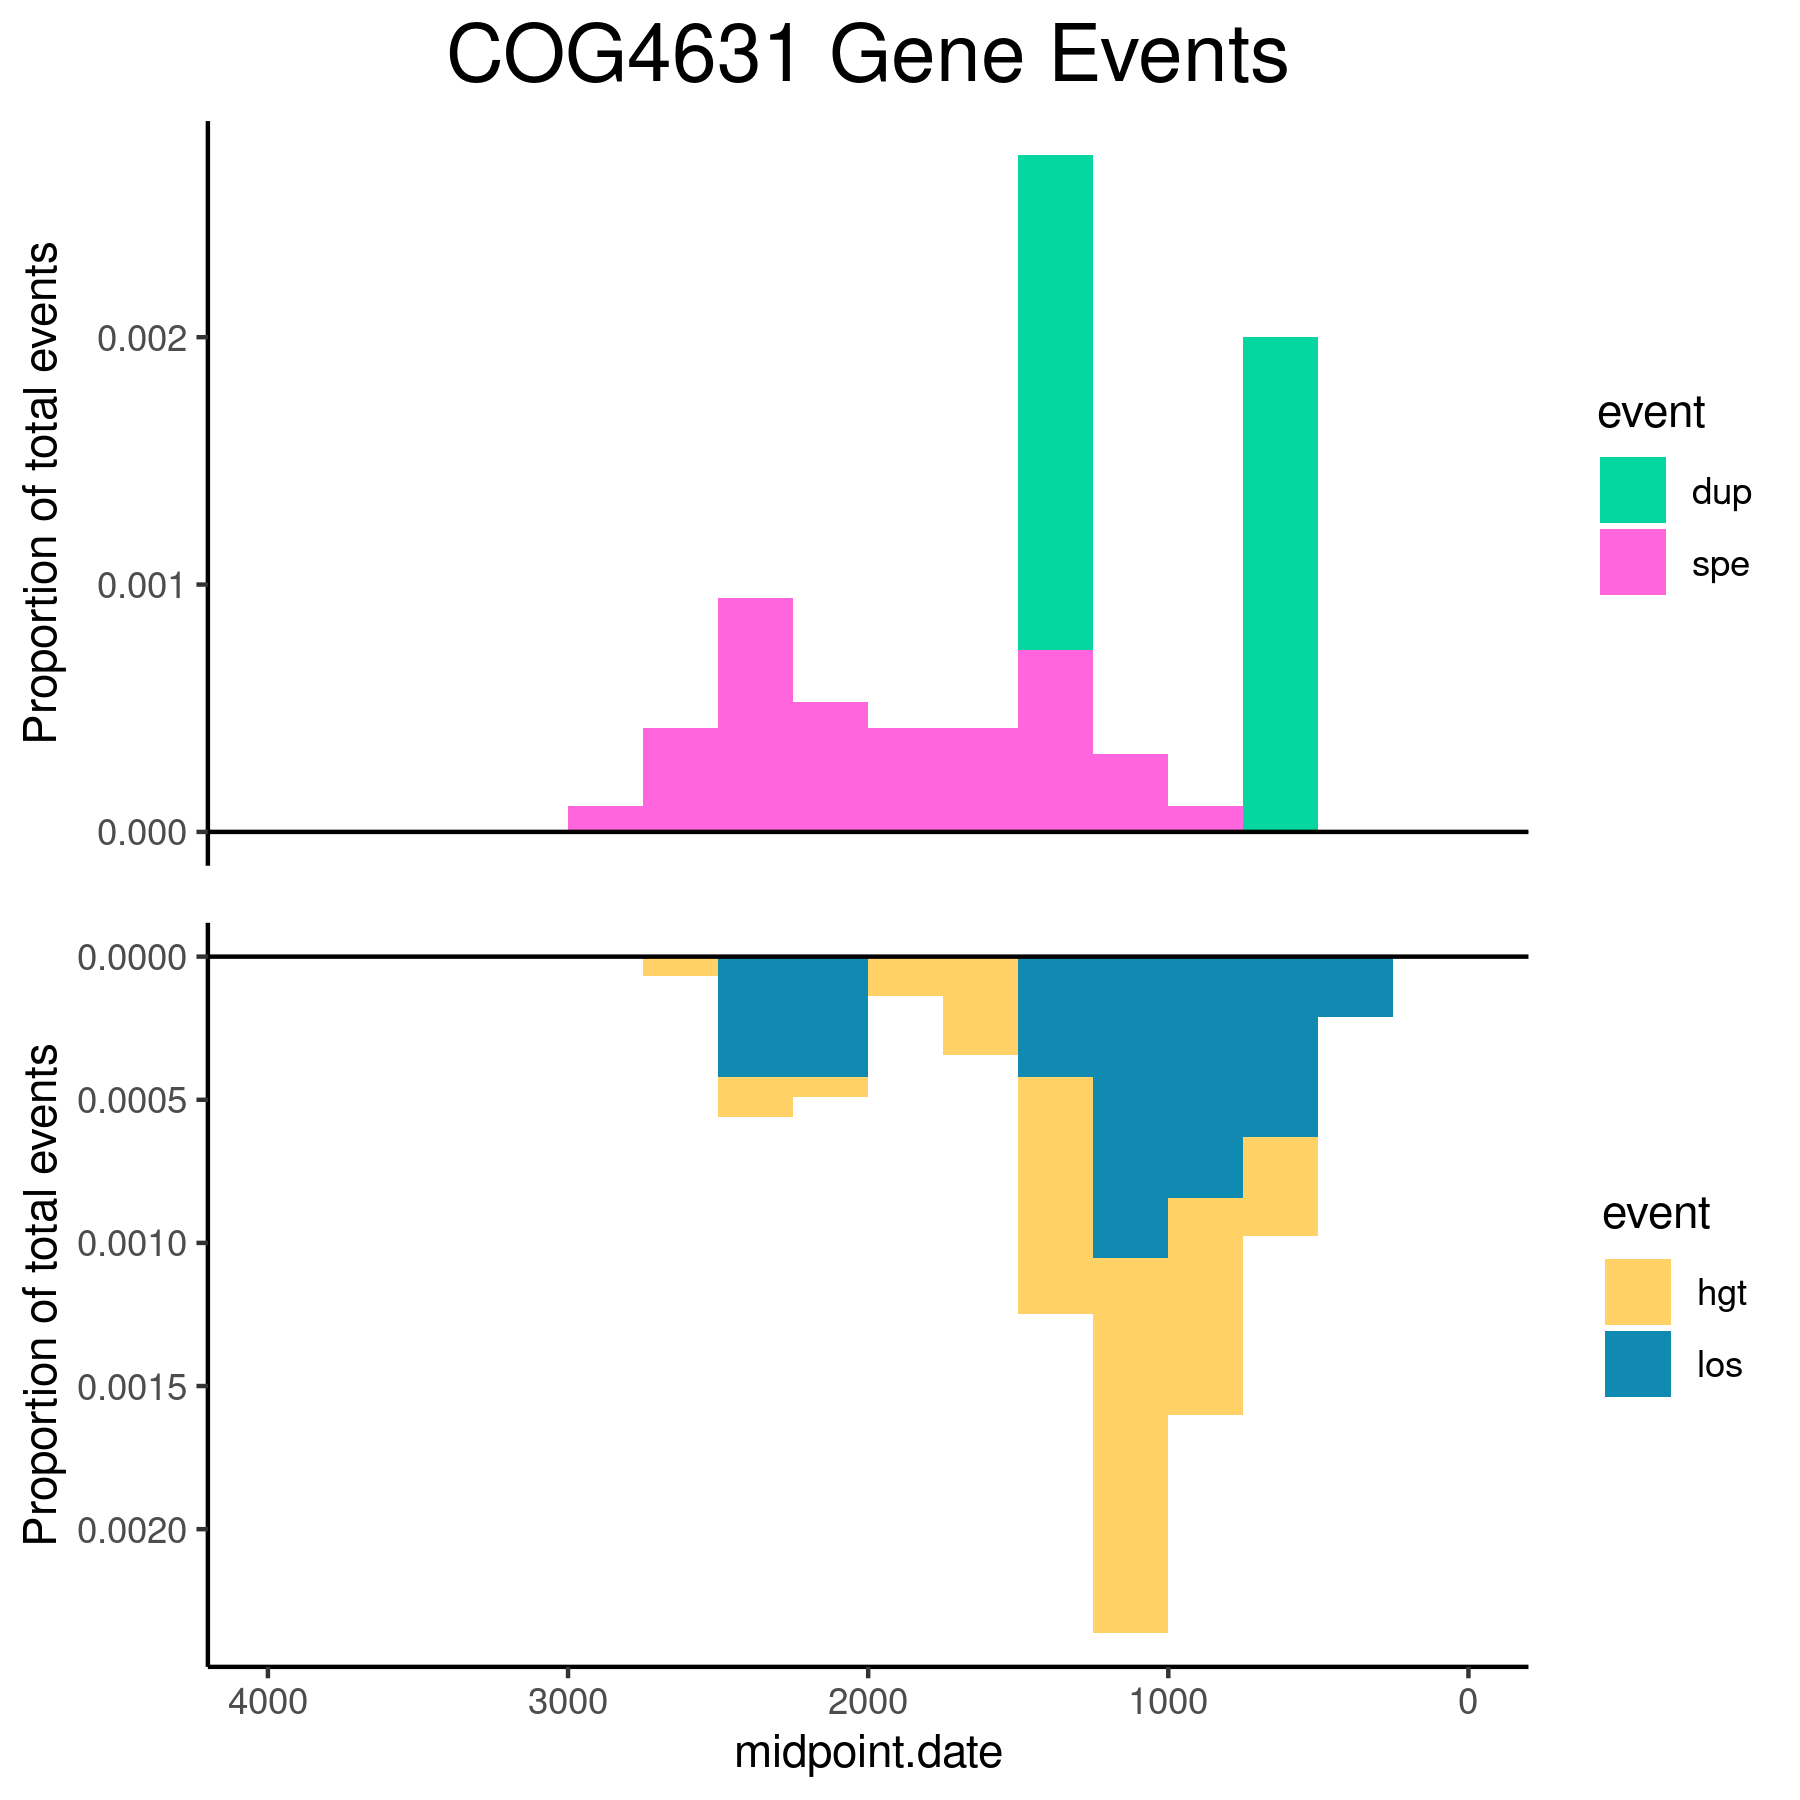 COG4631 Gene Events
Proportion of total events
0.002
0.001
0.000
event
dup
spe
Proportion of total events
0.0000
0.0005
0.0010
0.0015
0.0020
event
hgt
los
4000 3000 2000 1000 0
midpoint.date